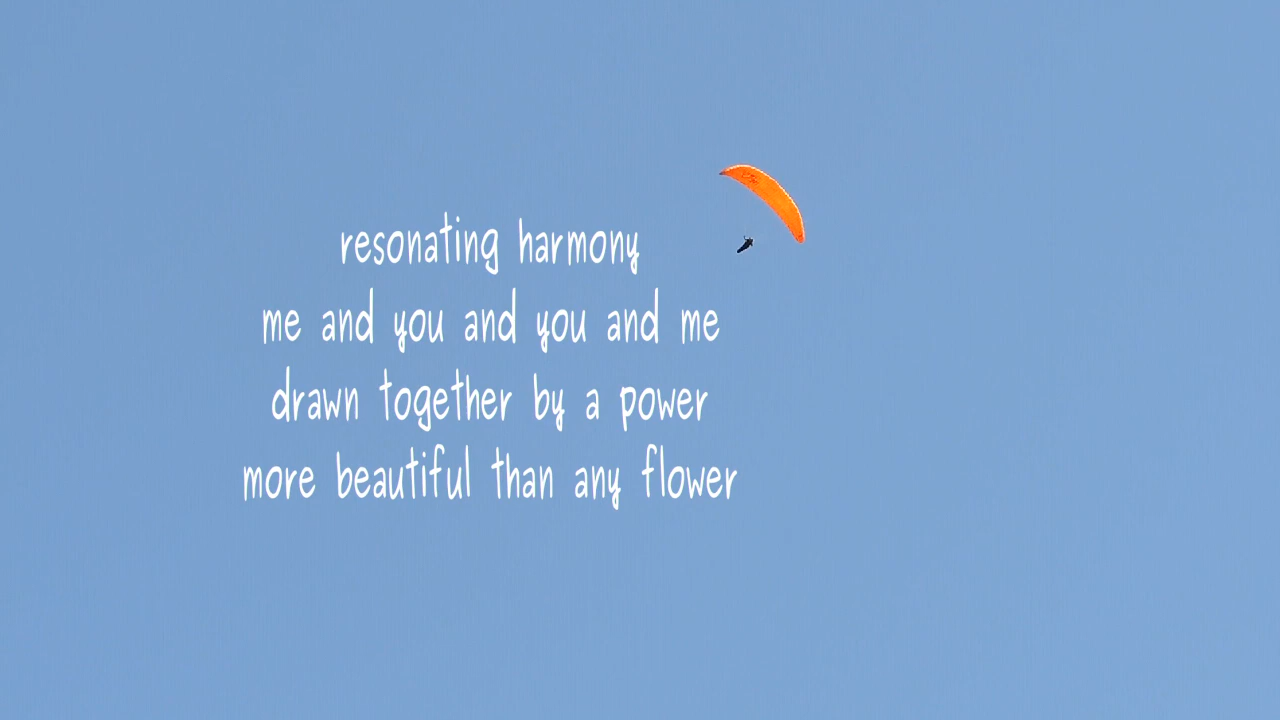 resonating harmony
me and you and you and me
drawn together by a power
more beautiful than any flower